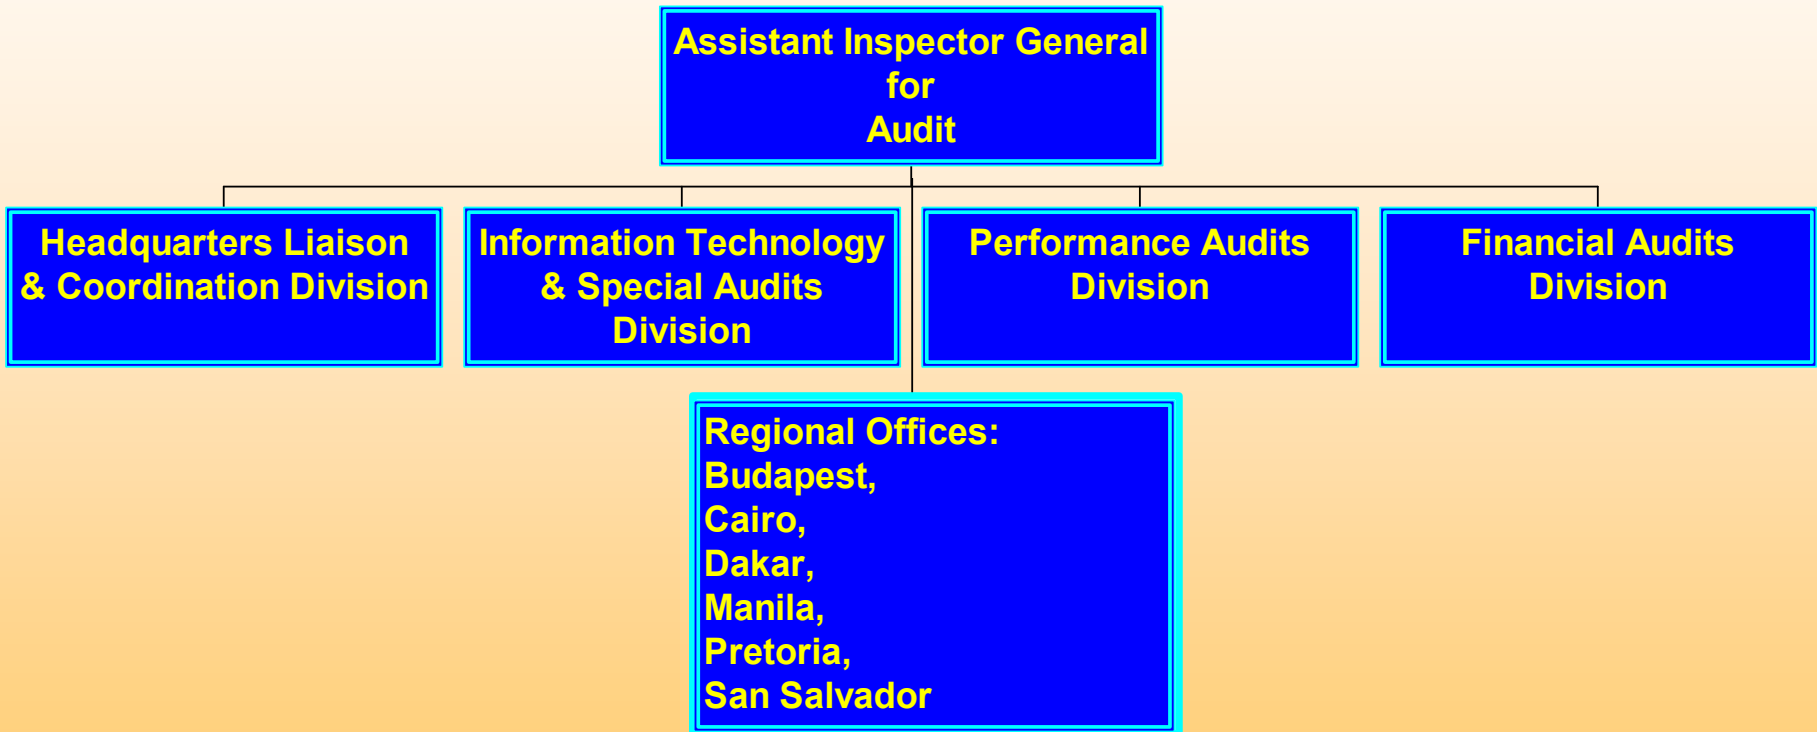 Assistant Inspector General
for
Audit
Headquarters Liaison
& Coordination Division
Information Technology
& Special Audits
Division
Performance Audits
Division
Financial Audits
Division
Regional Offices:
Budapest,
Cairo,
Dakar,
Manila,
Pretoria,
San Salvador